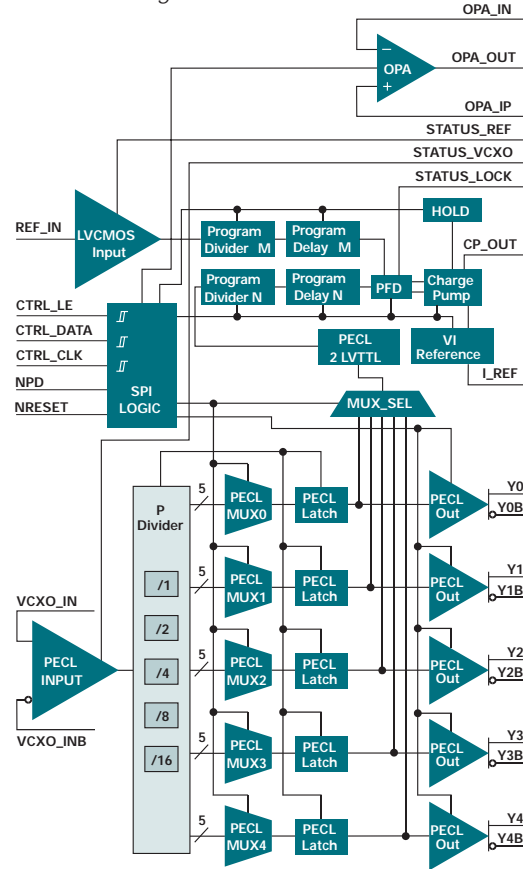 OPA_IN
OPA
OPA_OUT
OPA_IP
STATUS_REF
STATUS_VCXO
STATUS_LOCK
HOLD
REF_IN
LVCMOS
Input
Program
Divider M
Program
Delay M
CP_OUT
Program
Divider N
Program
Delay N
PFD
Charge
Pump
CTRL_LE
CTRL_DATA
CTRL_CLK
NPD
NRESET
SPI
LOGIC
PECL
2 LVTTL
VI
Reference
I_REF
MUX_SEL
P
Divider
/1
/2
/4
/8
/16
VCXO_IN
PECL
INPUT
VCXO_INB
5
PECL
MUX0
PECL
Latch
PECL
Out
Y0
Y0B
5
PECL
MUX1
PECL
Latch
PECL
Out
Y1
Y1B
5
PECL
MUX2
PECL
Latch
PECL
Out
Y2
Y2B
5
PECL
MUX3
PECL
Latch
PECL
Out
Y3
Y3B
5
PECL
MUX4
PECL
Latch
PECL
Out
Y4
Y4B